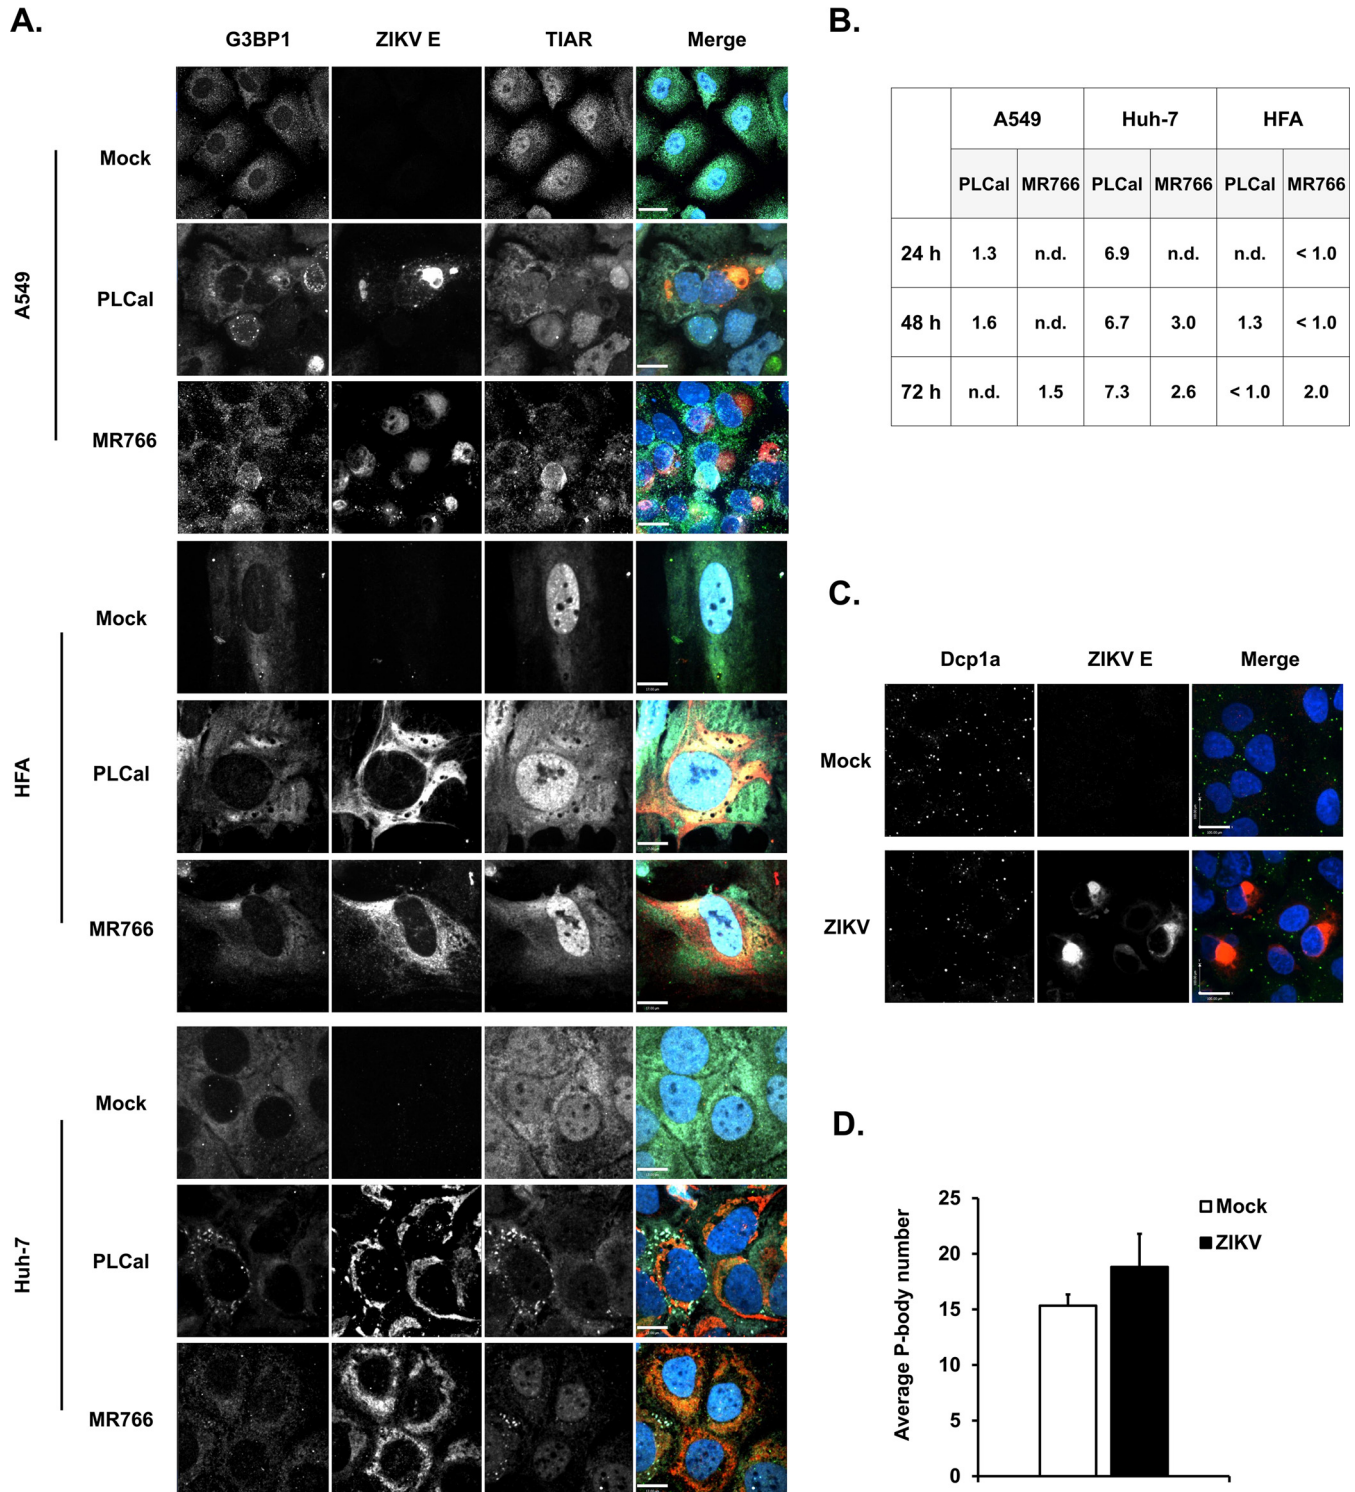 A.
G3BP1 ZIKV E TIAR Merge
A549
Mock
PLCal
MR766
HFA
Mock
PLCal
MR766
Huh-7
Mock
PLCal
MR766
B.
A549 Huh-7 HFA
PLCal MR766 PLCal MR766 PLCal MR766
24 h 1.3 n.d. 6.9 n.d. n.d. < 1.0
48 h 1.6 n.d. 6.7 3.0 1.3 < 1.0
72 h n.d. 1.5 7.3 2.6 < 1.0 2.0
C.
Dcp1a ZIKV E Merge
Mock
ZIKV
D.
Average P-body number
25
20
15
10
5
0
Mock
ZIKV